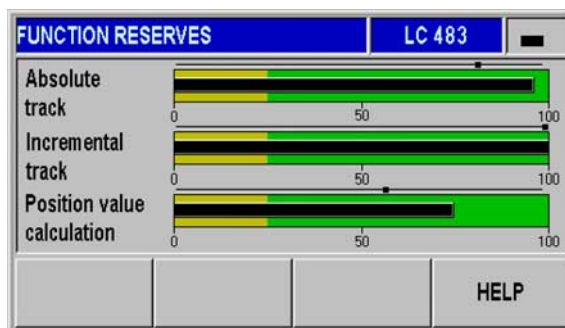 FUNCTION RESERVES LC 483
Absolute
track
0 50 100
Incremental
track
0 50 100
Position value
calculation
0 50 100
HELP